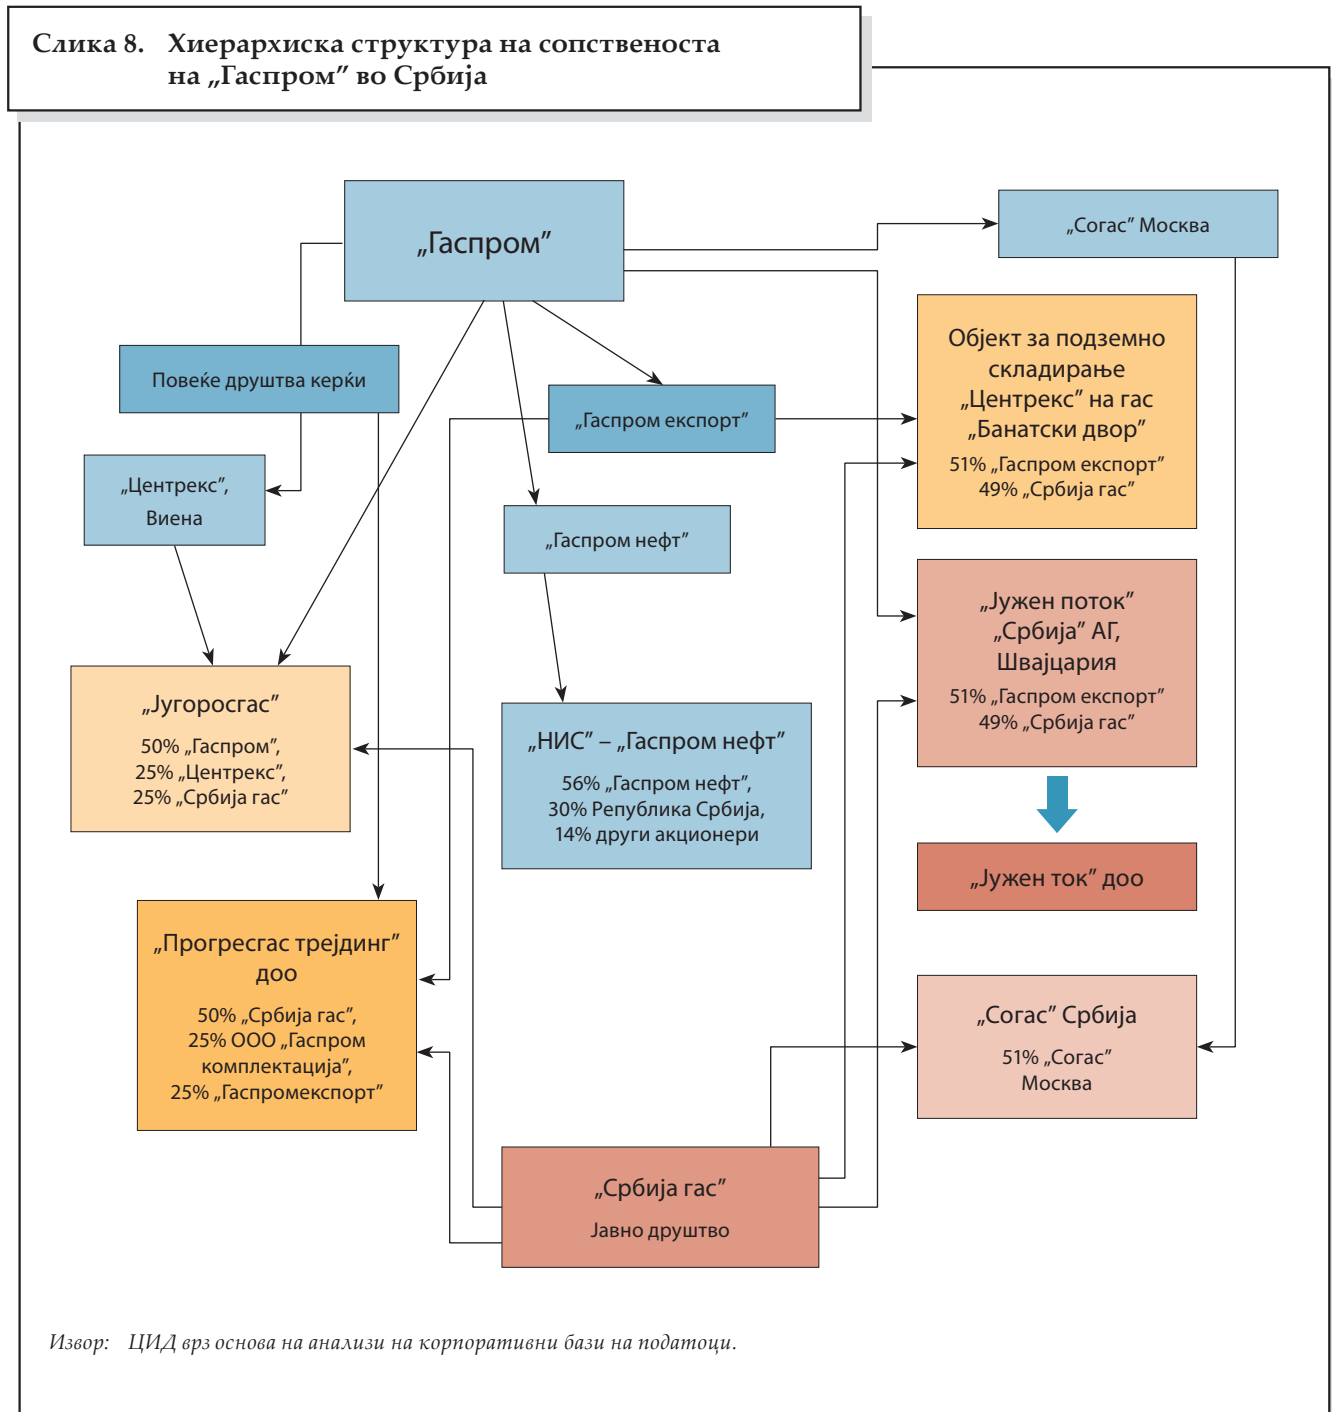 Слика 8. Хиерархиска структура на сопственоста
на „Гаспром” во Србија
„Гаспром”
„Согас” Москва
Повеќе друштва керќи
„Гаспром експорт”
Објект за подземно
складирање
„Центрекс” на гас
„Банатски двор”
51% „Гаспром експорт”
49% „Србија гас”
„Центрекс”,
Виена
„Гаспром нефт”
„Јужен поток”
„Србија” АГ,
Швајцария
51% „Гаспром експорт”
49% „Србија гас”
„Југоросгас”
50% „Гаспром”,
25% „Центрекс”,
25% „Србија гас”
„НИС” – „Гаспром нефт”
56% „Гаспром нефт”,
30% Република Србија,
14% други акционери
„Јужен ток” доо
„Прогресгас трејдинг”
доо
50% „Србија гас”,
25% ООО „Гаспром
комплектација”,
25% „Гаспромекспорт”
„Согас” Србија
51% „Согас”
Москва
„Србија гас”
Јавно друштво
Извор: ЦИД врз основа на анализи на корпоративни бази на податоци.